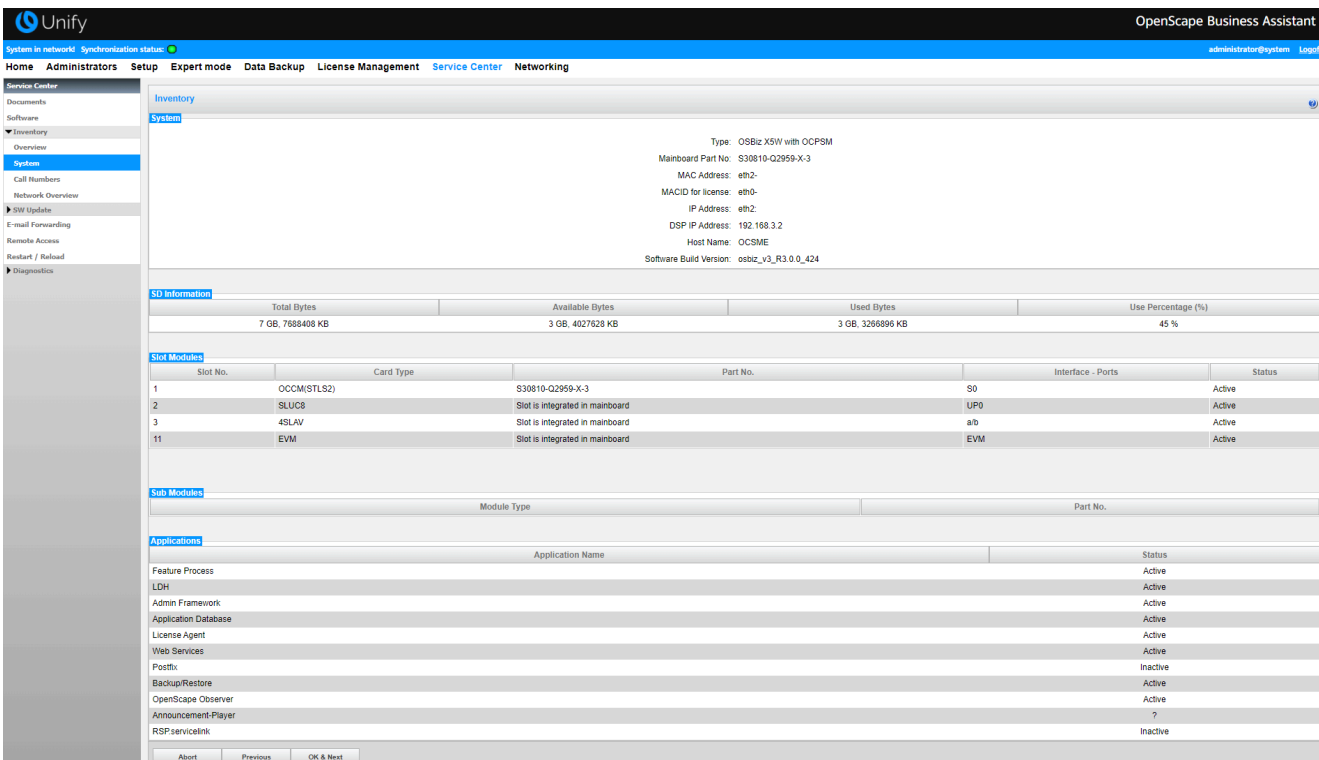 Unify
OpenScape Business Assistant
System in network! Synchronization status:
administrator@system Logof
Home Administrators Setup Expert mode Data Backup License Management Service Center Networking
Service Center
Documents
Software
Inventory
Overview
System
Call Numbers
Network Overview
SW Update
E-mail Forwarding
Remote Access
Restart / Reload
Diagnostics
Inventory
System
Type: OSBiz X5W with OCPSM
Mainboard Part No: S30810-Q2959-X-3
MAC Address: eth2-
MACID for license: eth0-
IP Address: eth2:
DSP IP Address: 192.168.3.2
Host Name: OCSME
Software Build Version: osbiz_v3_R3.0.0_424
SD Information
Total Bytes Available Bytes Used Bytes Use Percentage (%)
7 GB, 7688408 KB 3 GB, 4027628 KB 3 GB, 3266896 KB 45 %
Slot Modules
Slot No. Card Type Part No. Interface - Ports Status
1 OCCM(STLS2) S30810-Q2959-X-3 S0 Active
2 SLUC8 Slot is integrated in mainboard UP0 Active
3 4SLAV Slot is integrated in mainboard a/b Active
11 EVM Slot is integrated in mainboard EVM Active
Sub Modules
Module Type Part No.
Applications
Application Name Status
Feature Process Active
LDH Active
Admin Framework Active
Application Database Active
License Agent Active
Web Services Active
Postfix Inactive
Backup/Restore Active
OpenScape Observer Active
Announcement-Player ?
RSP.servicelink Inactive
Abort Previous OK & Next